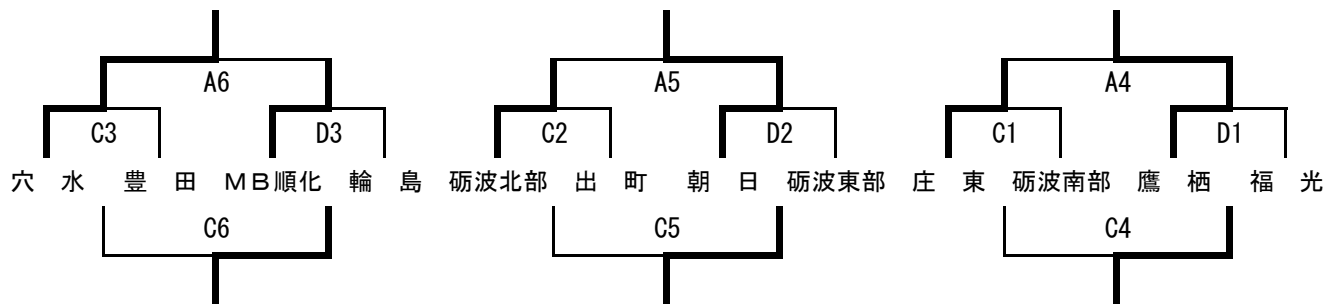 A6 A5 A4
C3 D3 C2 D2 C1 D1
穴水 豊田 MB順化 輪島 砺波北部 出町 朝日 砺波東部 庄東 砺波南部 鷹栖 福光
C6 C5 C4